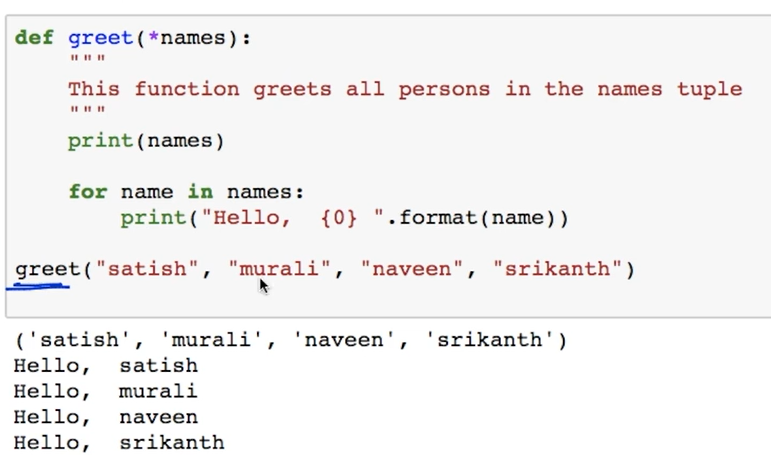 def greet(*names):
    """
    This function greets all persons in the names tuple
    """
    print(names)
    for name in names:
        print("Hello,  {0} ".format(name))
greet("satish", "murali", "naveen", "srikanth")
('satish', 'murali', 'naveen', 'srikanth')
Hello,  satish
Hello,  murali
Hello,  naveen
Hello,  srikanth